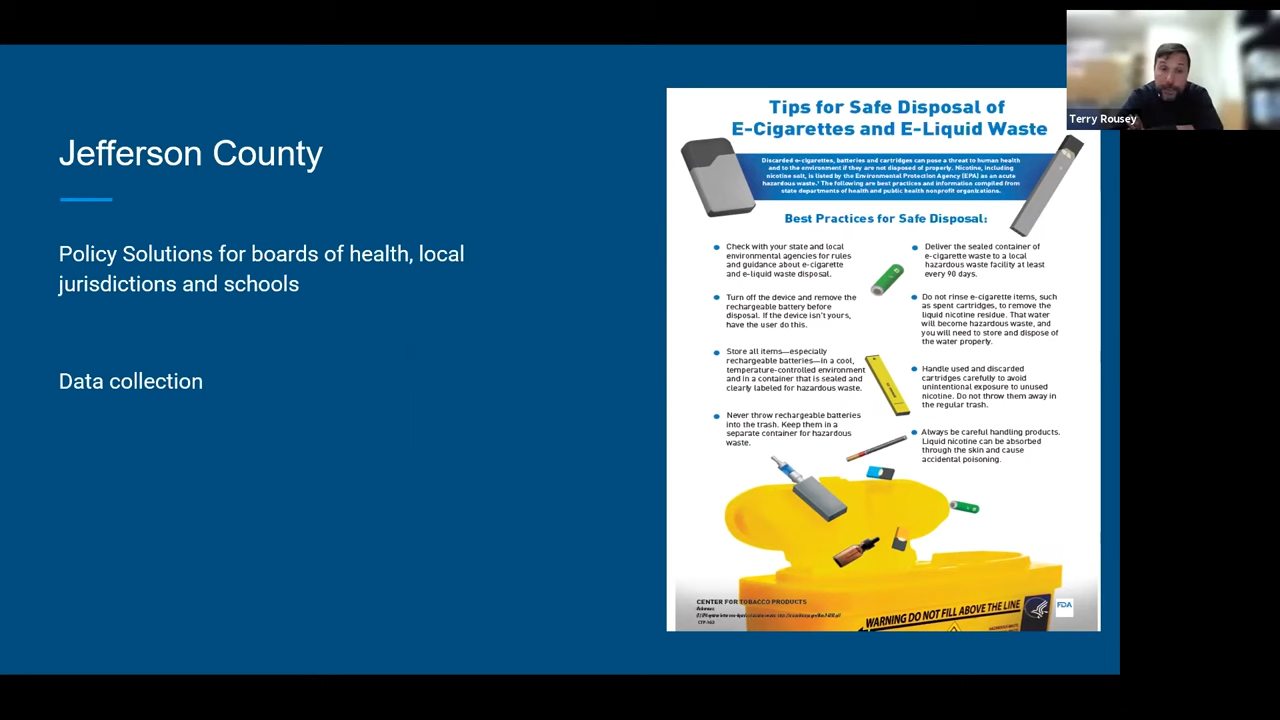 Jefferson County
Policy Solutions for boards of health, local
jurisdictions and schools
Data collection
Tips for Safe Disposal of
E-Cigarettes and E-Liquid Waste
Discarded e-cigarettes, batteries and cartridges can pose a threat to human health
and to the environment if they are not disposed of properly. Nicotine, including
nicotine salt, is listed by the Environmental Protection Agency (EPA) as an acute
hazardous waste.¹ The following are best practices and information compiled from
state departments of health and public health nonprofit organizations.
Best Practices for Safe Disposal:
Check with your state and local
environmental agencies for rules
and guidance about e-cigarette
and e-liquid waste disposal.
Turn off the device and remove the
rechargeable battery before
disposal. If the device isn't yours,
have the user do this.
Store all items—especially
rechargeable batteries—in a cool,
temperature-controlled environment
and in a container that is sealed and
clearly labeled for hazardous waste.
Never throw rechargeable batteries
into the trash. Keep them in a
separate container for hazardous
waste.
Deliver the sealed container of
e-cigarette waste to a local
hazardous waste facility at least
every 90 days.
Do not rinse e-cigarette items, such
as spent cartridges, to remove the
liquid nicotine residue. That water
will become hazardous waste, and
you will need to store and dispose of
the water properly.
Handle used and discarded
cartridges carefully to avoid
unintentional exposure to unused
nicotine. Do not throw them away in
the regular trash.
Always be careful handling products.
Liquid nicotine can be absorbed
through the skin and cause
accidental poisoning.
CENTER FOR TOBACCO PRODUCTS
WARNING DO NOT FILL ABOVE THE LINE
FDA
Terry Rousey